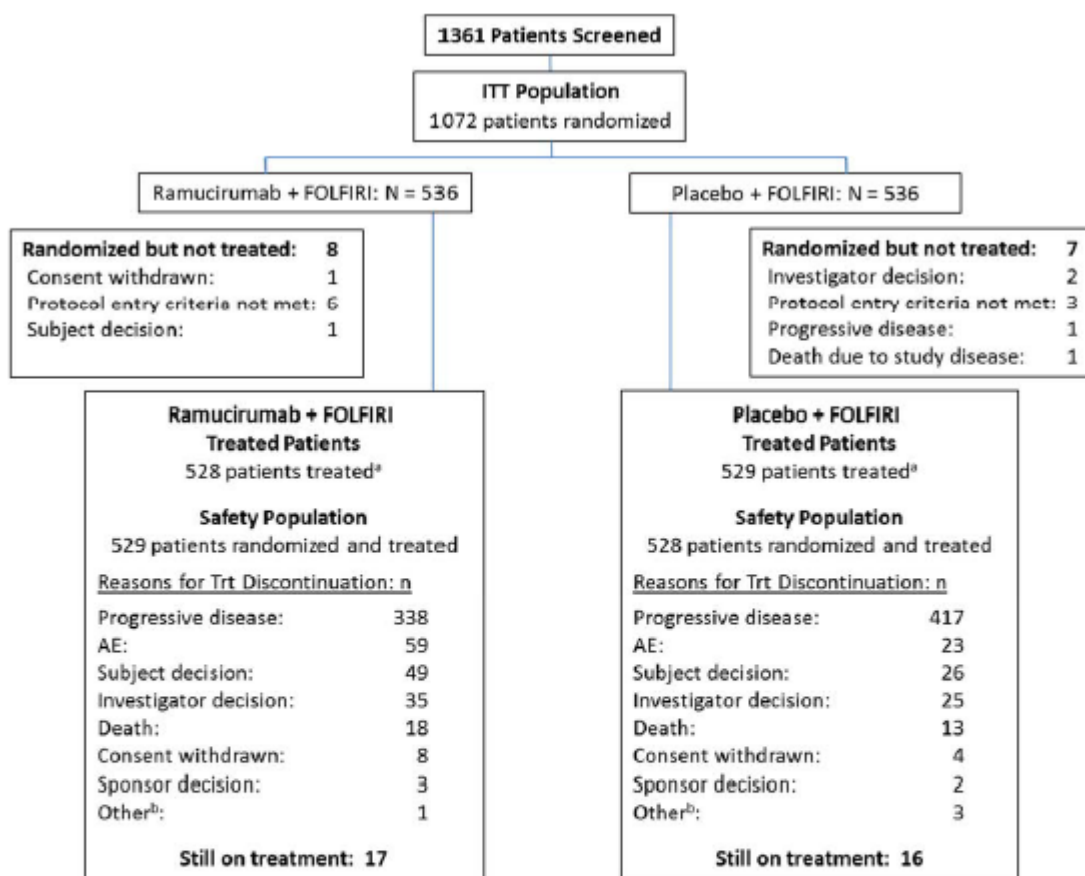 1361 Patients Screened
ITT Population
1072 patients randomized
Ramucirumab + FOLFIRI: N = 536
Placebo + FOLFIRI: N = 536
Randomized but not treated: 8
Consent withdrawn: 1
Protocol entry criteria not met: 6
Subject decision: 1
Randomized but not treated: 7
Investigator decision: 2
Protocol entry criteria not met: 3
Progressive disease: 1
Death due to study disease: 1
Ramucirumab + FOLFIRI
Treated Patients
528 patients treatedᵃ
Safety Population
529 patients randomized and treated
Reasons for Trt Discontinuation: n
Progressive disease: 338
AE: 59
Subject decision: 49
Investigator decision: 35
Death: 18
Consent withdrawn: 8
Sponsor decision: 3
Otherᵇ: 1
Still on treatment: 17
Placebo + FOLFIRI
Treated Patients
529 patients treatedᵃ
Safety Population
528 patients randomized and treated
Reasons for Trt Discontinuation: n
Progressive disease: 417
AE: 23
Subject decision: 26
Investigator decision: 25
Death: 13
Consent withdrawn: 4
Sponsor decision: 2
Otherᵇ: 3
Still on treatment: 16